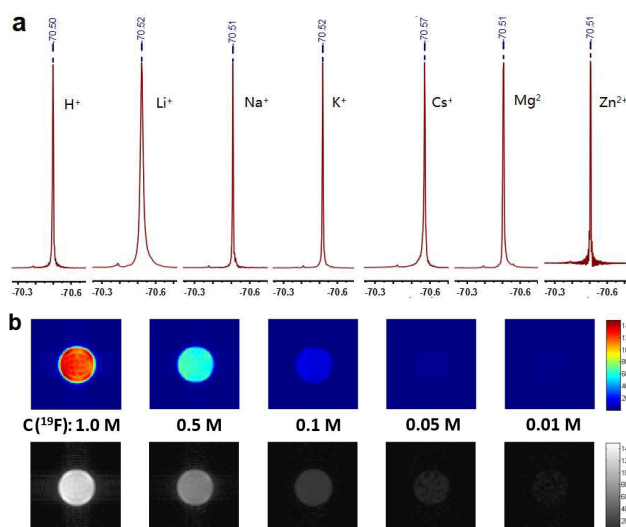 a
-70.50 -70.52 -70.51 -70.52 -70.57 -70.51 -70.51
H⁺ Li⁺ Na⁺ K⁺ Cs⁺ Mg² Zn²⁺
-70.3 -70.6 -70.3 -70.6 -70.3 -70.6 -70.3 -70.6 -70.3 -70.6 -70.3 -70.6 -70.3 -70.6
b
C(¹⁹F): 1.0 M 0.5 M 0.1 M 0.05 M 0.01 M